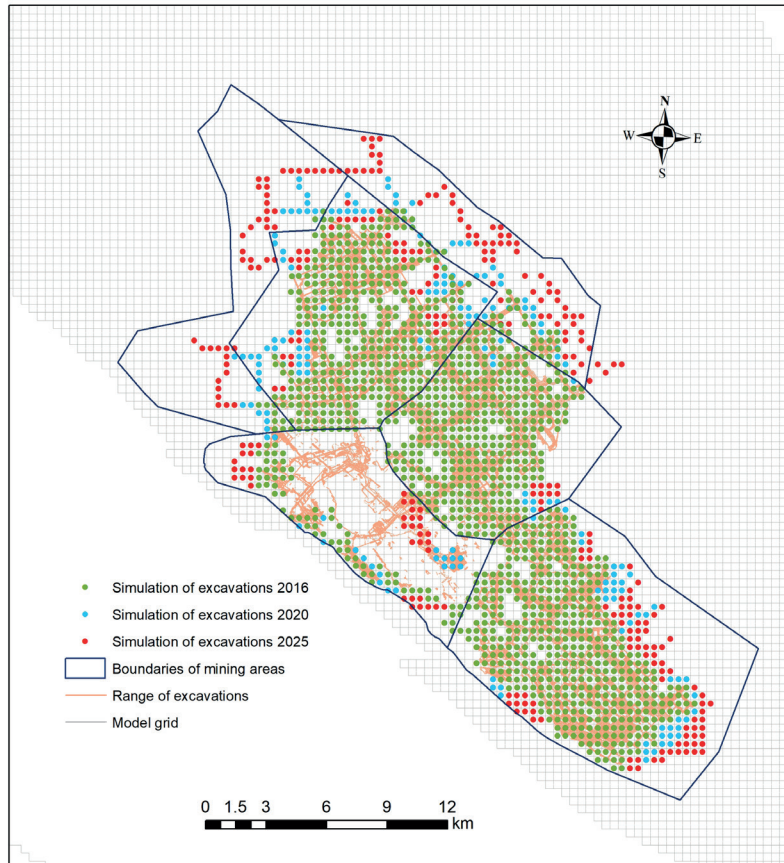 N
W E
S
Simulation of excavations 2016
Simulation of excavations 2020
Simulation of excavations 2025
Boundaries of mining areas
Range of excavations
Model grid
0 1.5 3 6 9 12
km